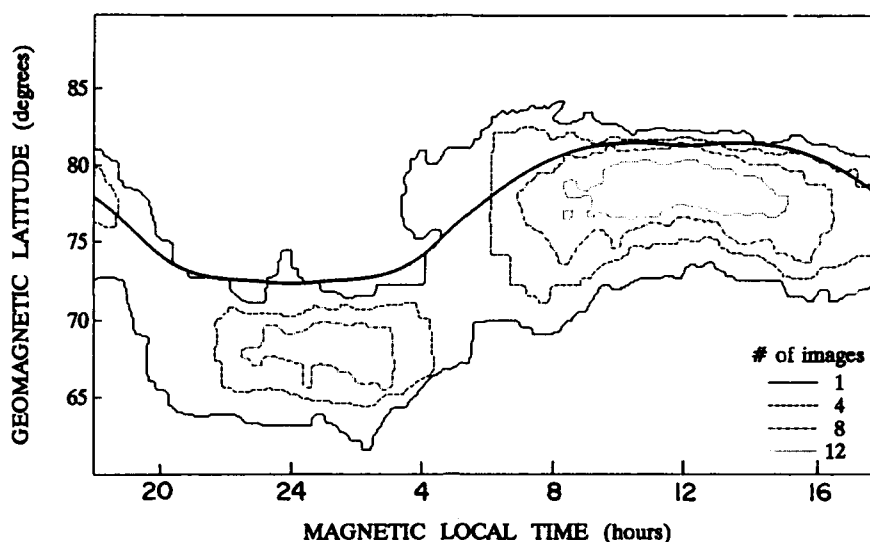 GEOMAGNETIC LATITUDE (degrees)
85
80
75
70
65
# of images
1
4
8
12
20 24 4 8 12 16
MAGNETIC LOCAL TIME (hours)